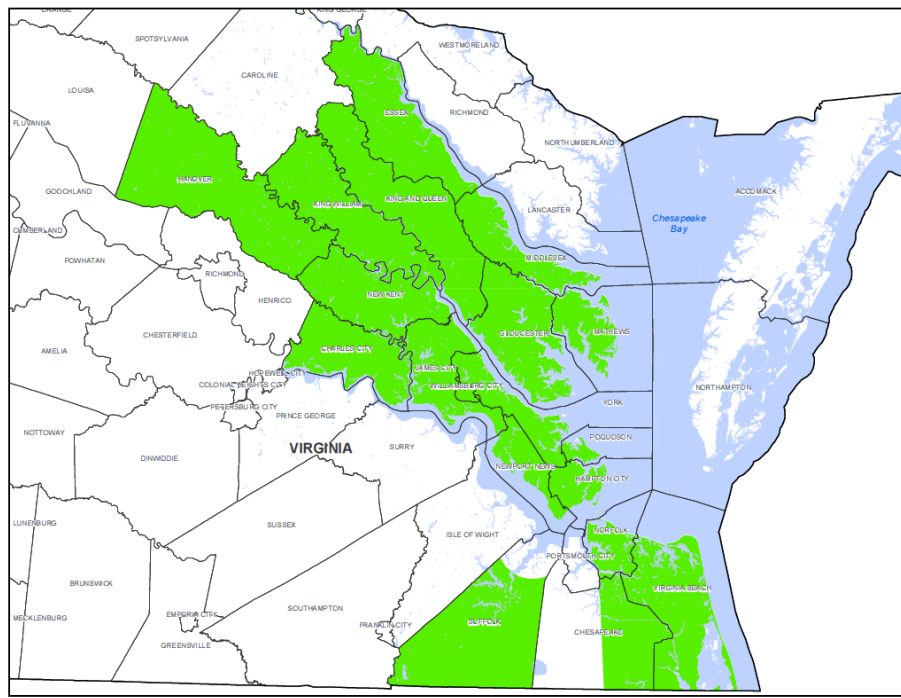 ORANGE
KING GEORGE
SPOTSYLVANIA
WESTMORELAND
CAROLINE
LOUISA
ESSEX
RICHMOND
FLUVANNA
NORTHUMBERLAND
HANOVER
GOOCHLAND
KING WILLIAM
KING AND QUEEN
ACCOMACK
LANCASTER
Chesapeake
Bay
CUMBERLAND
POWHATAN
MIDDLESEX
RICHMOND
HENRICO
NEW KENT
CHESTERFIELD
GLOUCESTER
MATHEWS
AMELIA
CHARLES CITY
JAMES CITY
HOPEWELL CITY
COLONIAL HEIGHTS CITY
WILLIAMSBURG CITY
NORTHAMPTON
YORK
PETERSBURG CITY
PRINCE GEORGE
NOTTOWAY
POQUOSON
VIRGINIA
SURRY
DINWIDDIE
NEWPORT NEWS
HAMPTON CITY
LUNENBURG
SUSSEX
NORFOLK
ISLE OF WIGHT
PORTSMOUTH CITY
BRUNSWICK
VIRGINIA BEACH
SOUTHAMPTON
EMPORIA CITY
MECKLENBURG
SUFFOLK
FRANKLIN CITY
CHESAPEAKE
GREENSVILLE